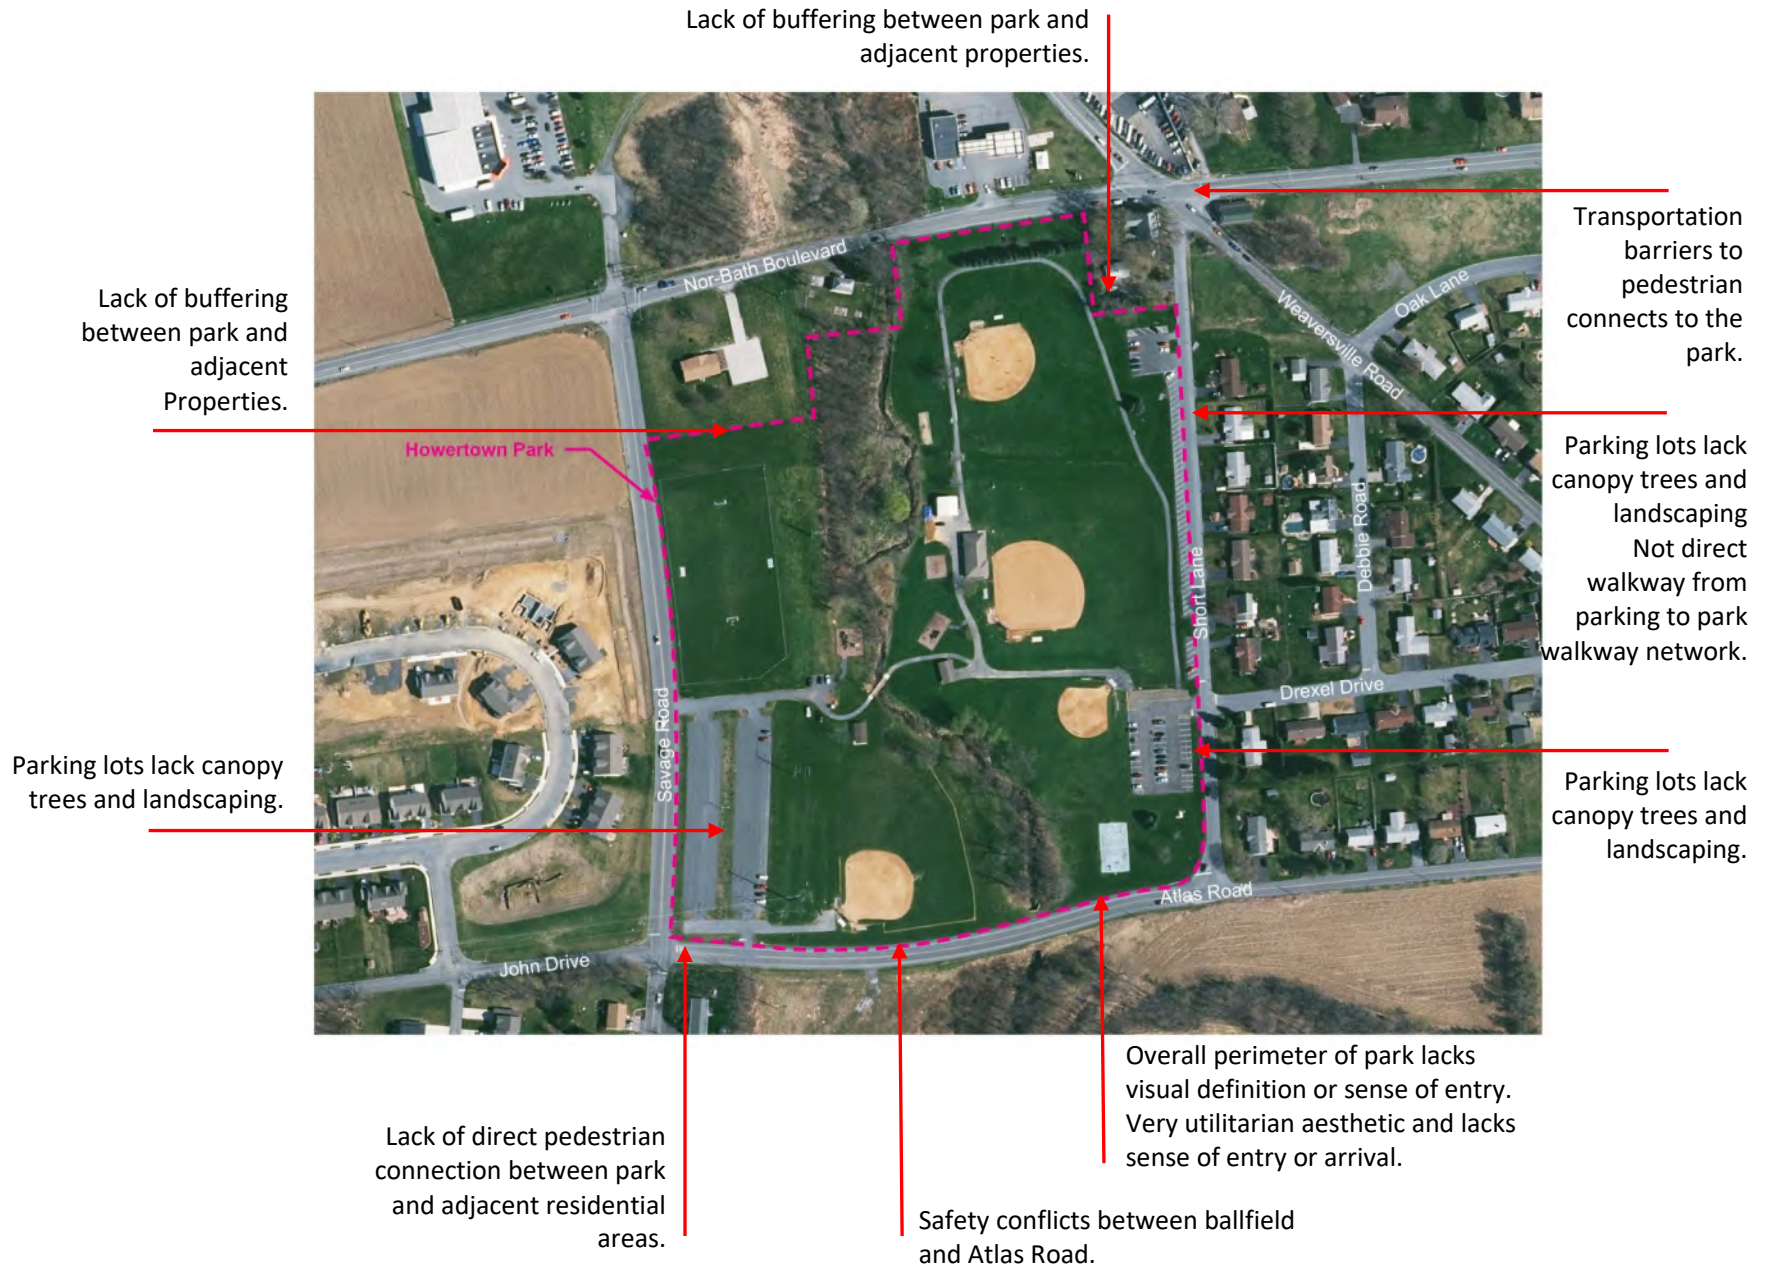 Lack of buffering between park and
adjacent properties.
Transportation
barriers to
pedestrian
connects to the
park.
Lack of buffering
between park and
adjacent
Properties.
Nor-Bath Boulevard
Weaversville Road
Oak Lane
Howertown Park
Parking lots lack
canopy trees and
landscaping
Not direct
walkway from
parking to park
walkway network.
Debbie Road
Short Lane
Drexel Drive
Savage Road
Parking lots lack canopy
trees and landscaping.
Parking lots lack
canopy trees and
landscaping.
Atlas Road
John Drive
Overall perimeter of park lacks
visual definition or sense of entry.
Very utilitarian aesthetic and lacks
sense of entry or arrival.
Lack of direct pedestrian
connection between park
and adjacent residential
areas.
Safety conflicts between ballfield
and Atlas Road.